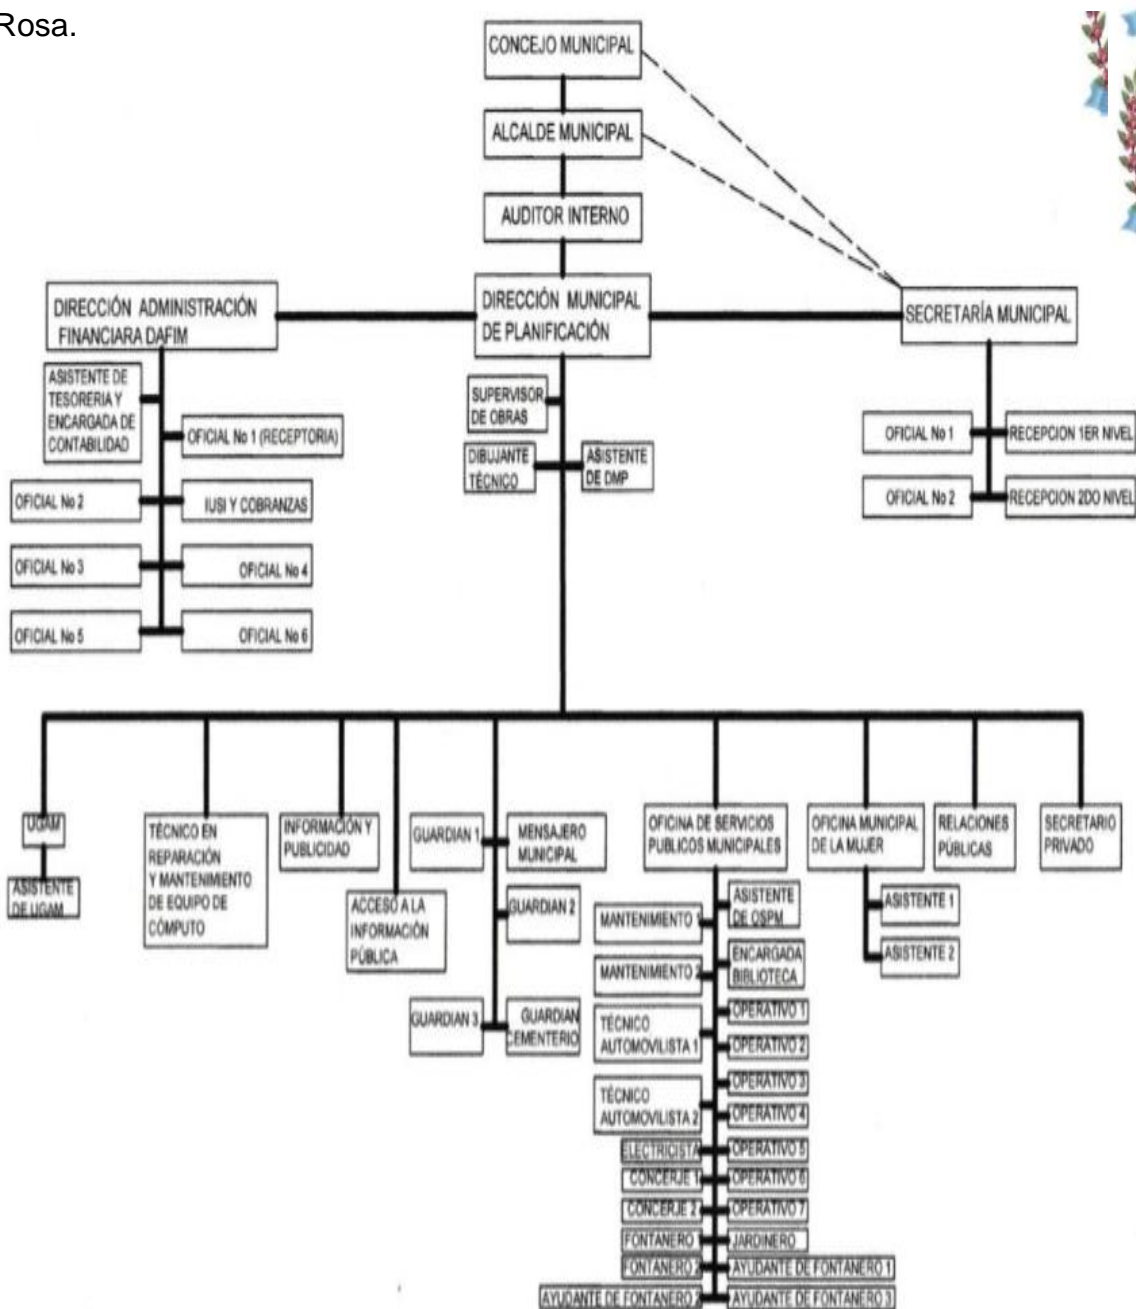 Rosa.
CONCEJO MUNICIPAL
ALCALDE MUNICIPAL
AUDITOR INTERNO
DIRECCIÓN ADMINISTRACIÓN
FINANCIARA DAFIM
DIRECCIÓN MUNICIPAL
DE PLANIFICACIÓN
SECRETARÍA MUNICIPAL
ASISTENTE DE
TESORERIA Y
ENCARGADA DE
CONTABILIDAD
OFICIAL No 1 (RECEPTORIA)
OFICIAL No 2
IUSI Y COBRANZAS
OFICIAL No 3
OFICIAL No 4
OFICIAL No 5
OFICIAL No 6
SUPERVISOR
DE OBRAS
DIBUJANTE
TÉCNICO
ASISTENTE
DE DMP
OFICIAL No 1
RECEPCION 1ER NIVEL
OFICIAL No 2
RECEPCION 2DO NIVEL
UGAM
ASISTENTE
DE UGAM
TÉCNICO EN
REPARACIÓN
Y MANTENIMIENTO
DE EQUIPO DE
CÓMPUTO
INFORMACIÓN Y
PUBLICIDAD
ACCESO A LA
INFORMACIÓN
PÚBLICA
GUARDIAN 1
MENSAJERO
MUNICIPAL
GUARDIAN 2
GUARDIAN 3
GUARDIAN
CEMENTERIO
OFICINA DE SERVICIOS
PUBLICOS MUNICIPALES
ASISTENTE
DE OSPM
MANTENIMIENTO 1
ENCARGADA
BIBLIOTECA
MANTENIMIENTO 2
OPERATIVO 1
TÉCNICO
AUTOMOVILISTA 1
OPERATIVO 2
OPERATIVO 3
TÉCNICO
AUTOMOVILISTA 2
OPERATIVO 4
ELECTRICISTA
OPERATIVO 5
CONCERJE 1
OPERATIVO 6
CONCERJE 2
OPERATIVO 7
FONTANERO 1
JARDINERO
FONTANERO 2
AYUDANTE DE FONTANERO 1
AYUDANTE DE FONTANERO 2
AYUDANTE DE FONTANERO 3
OFICINA MUNICIPAL
DE LA MUJER
ASISTENTE 1
ASISTENTE 2
RELACIONES
PÚBLICAS
SECRETARIO
PRIVADO